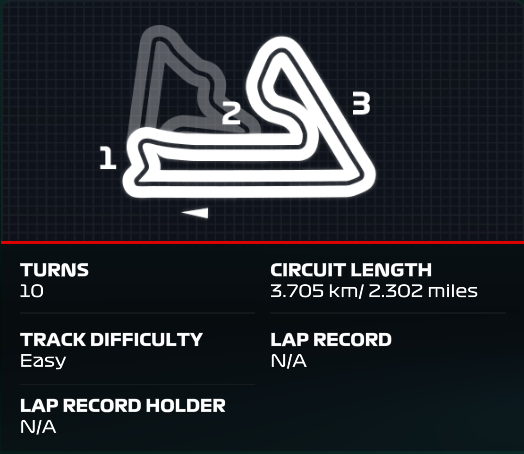 1
2
3
TURNS
10
CIRCUIT LENGTH
3.705 km/ 2.302 miles
TRACK DIFFICULTY
Easy
LAP RECORD
N/A
LAP RECORD HOLDER
N/A